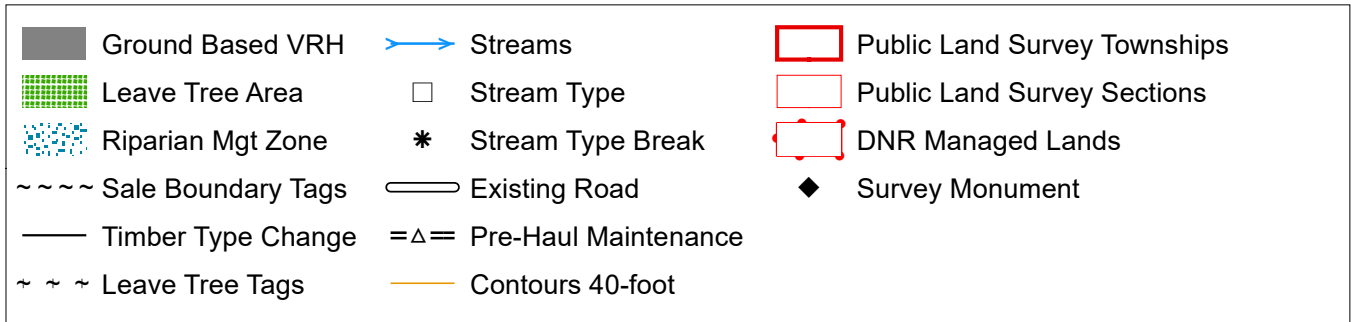 Ground Based VRH
Leave Tree Area
Riparian Mgt Zone
Sale Boundary Tags
Timber Type Change
Leave Tree Tags
Streams
Stream Type
Stream Type Break
Existing Road
Pre-Haul Maintenance
Contours 40-foot
Public Land Survey Townships
Public Land Survey Sections
DNR Managed Lands
Survey Monument